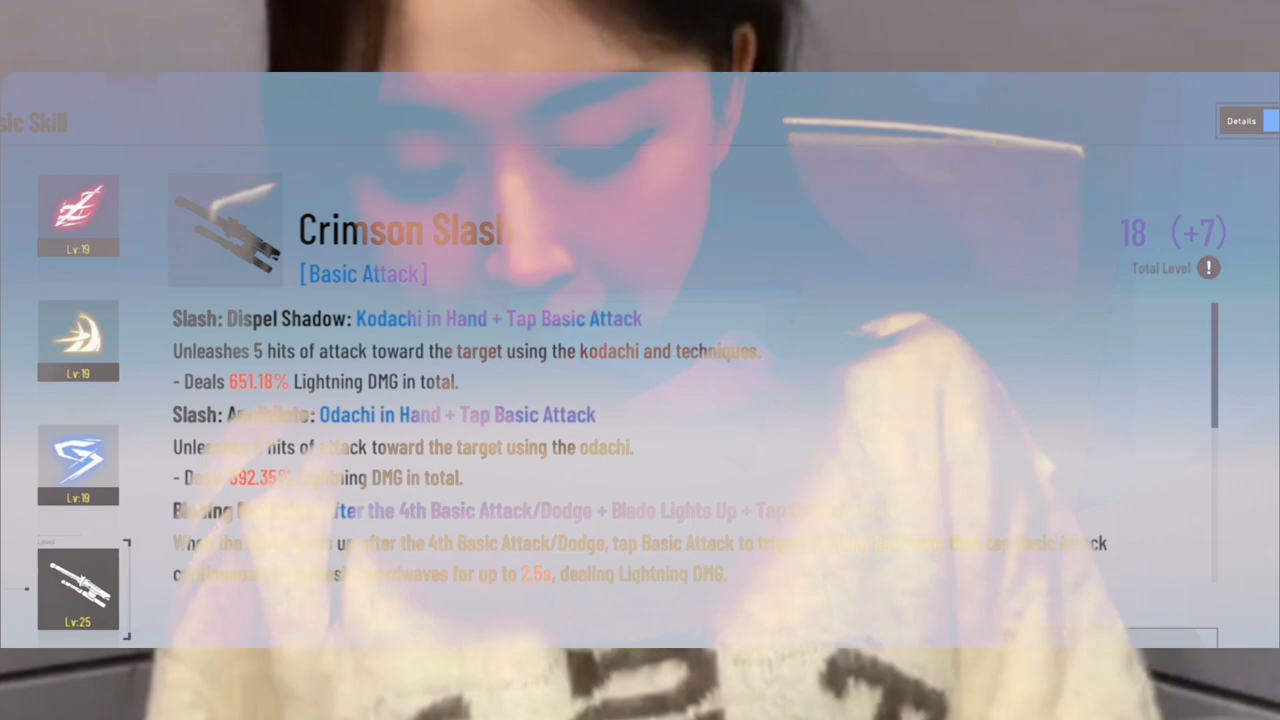 sic Skill
Details
Lv:19
Crimson Slash
[Basic Attack]
18 (+7)
Total Level
!
Slash: Dispel Shadow: Kodachi in Hand + Tap Basic Attack
Unleashes 5 hits of attack toward the target using the kodachi and techniques.
- Deals 651.18% Lightning DMG in total.
Lv:19
Slash: Odachi in Hand + Tap Basic Attack
hits of attack toward the target using the odachi.
Lightning DMG in total.
Lv:19
after the 4th Basic Attack/Dodge + Blade Lights Up + Tap
Level
up after the 4th Basic Attack/Dodge, tap Basic Attack to
for up to 2.5s, dealing Lightning DMG.
Lv:25